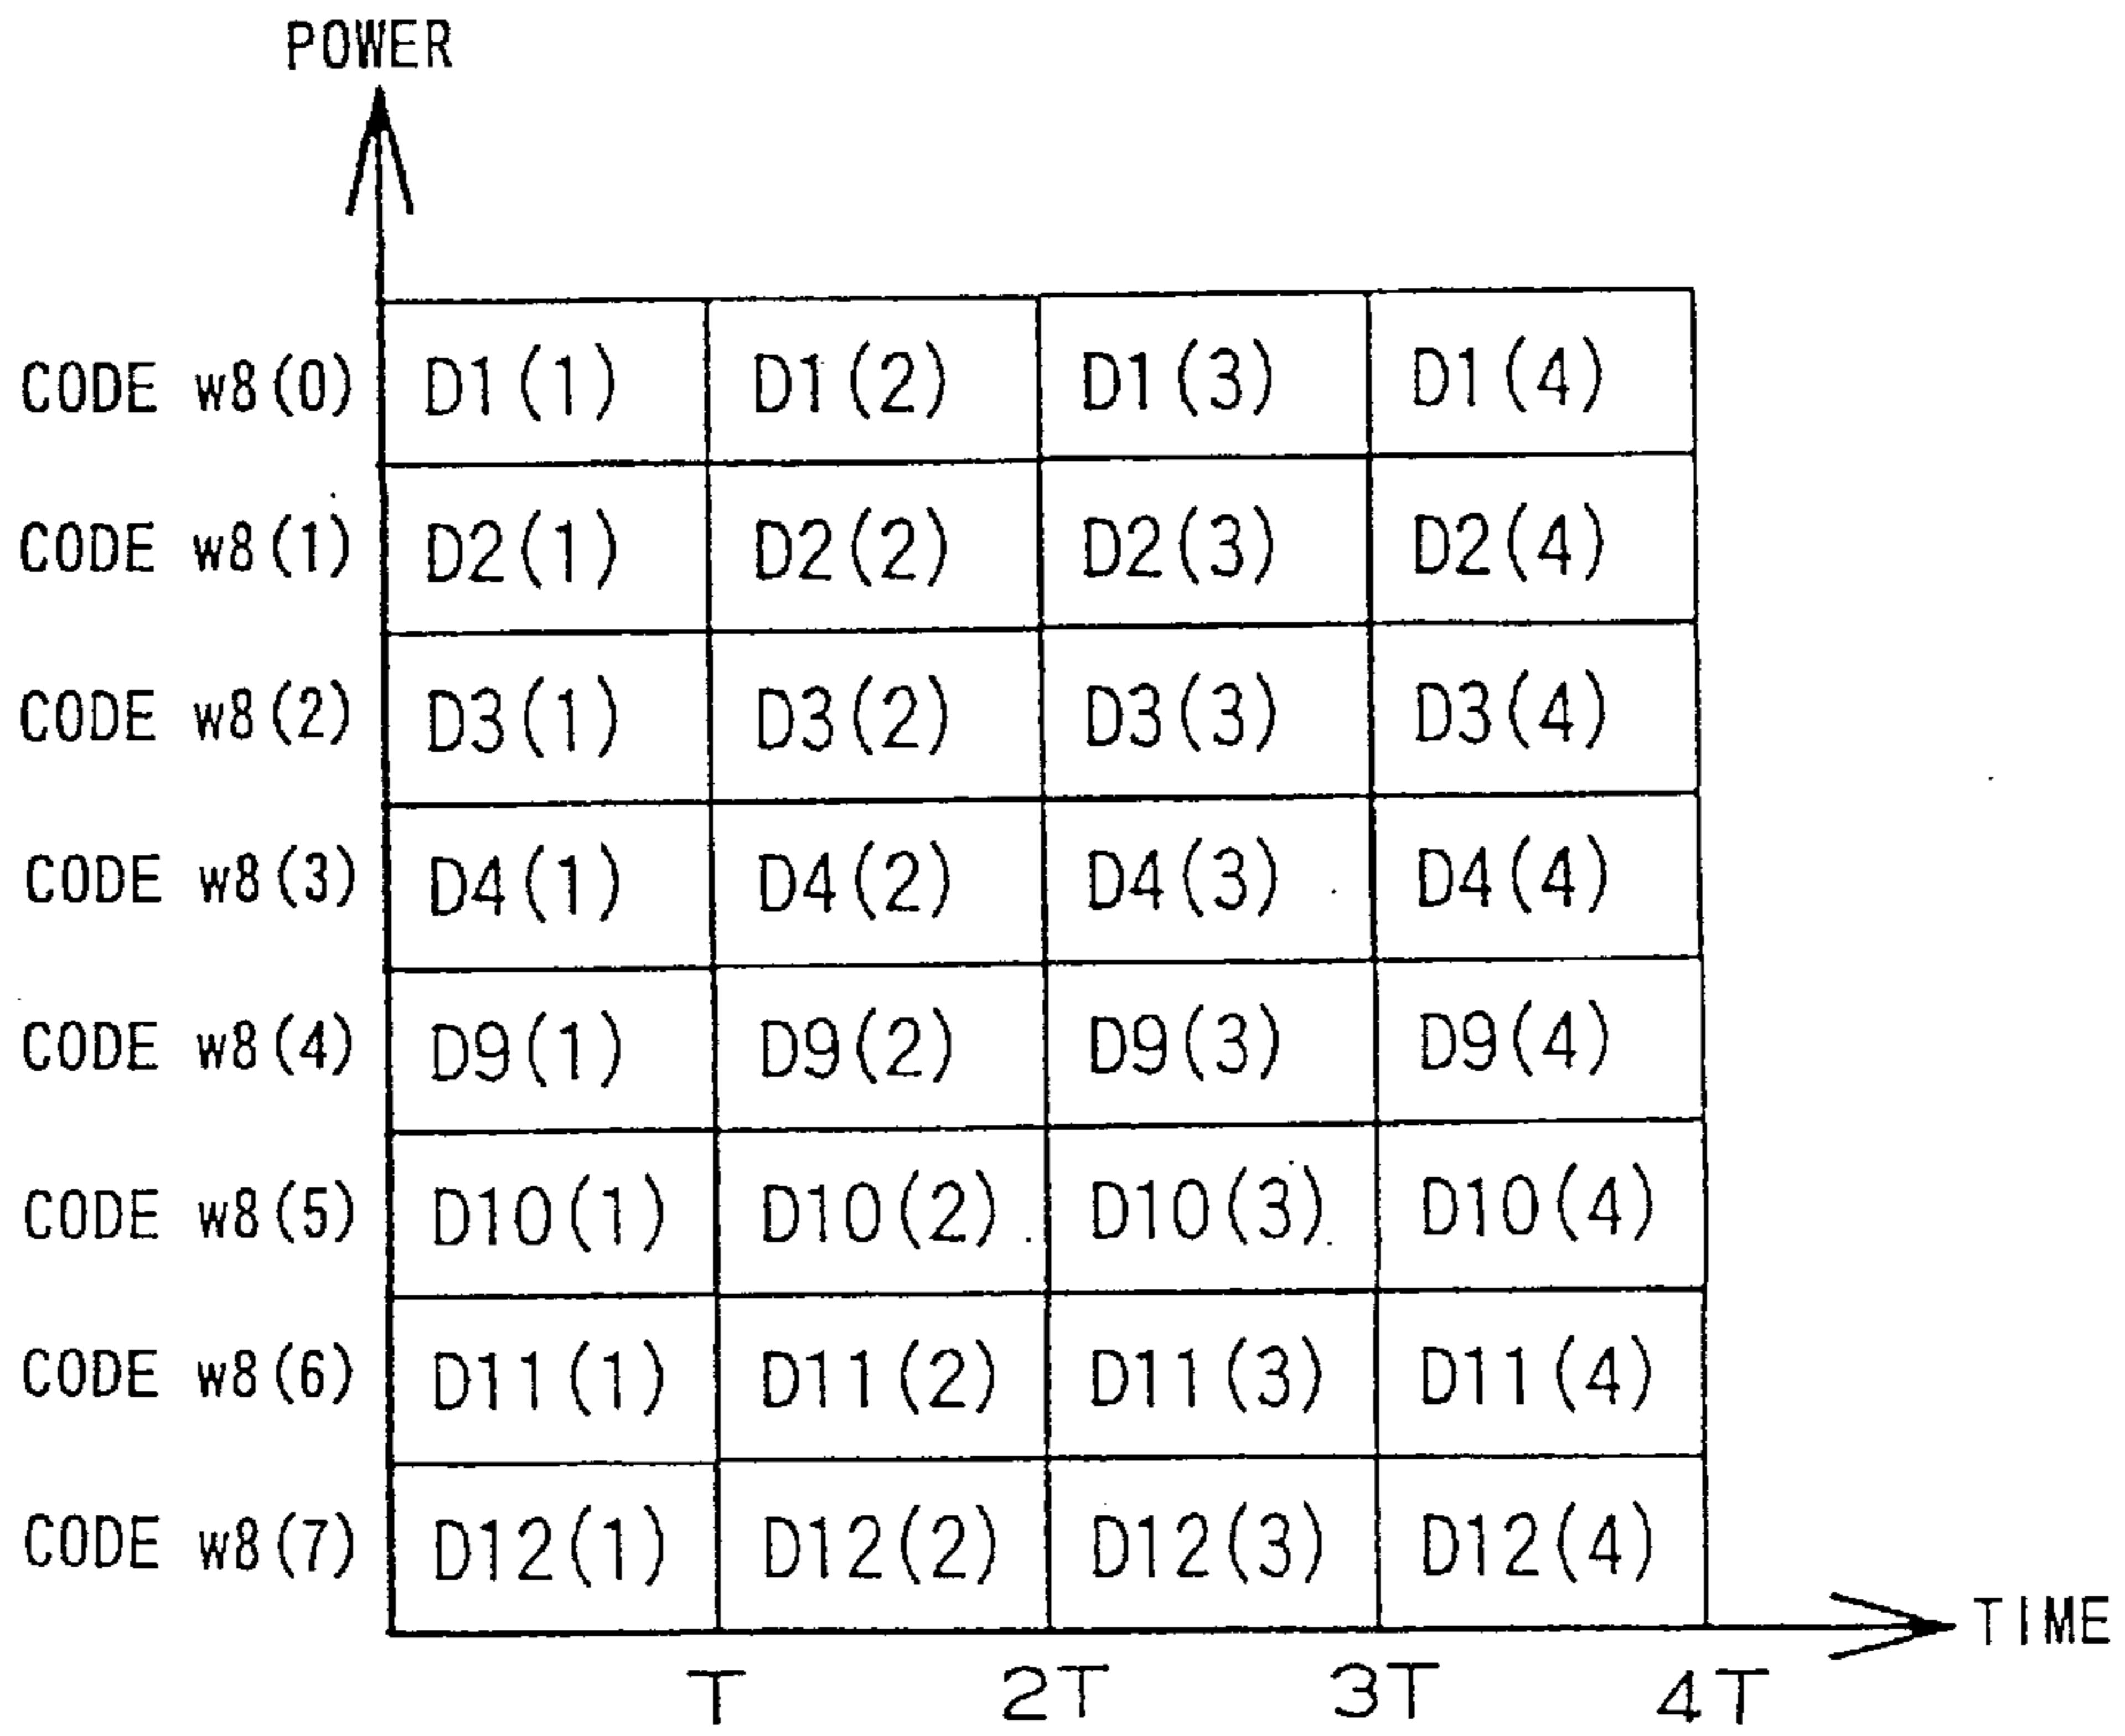 POWER
CODE w8(0) D1(1) D1(2) D1(3) D1(4)
CODE w8(1) D2(1) D2(2) D2(3) D2(4)
CODE w8(2) D3(1) D3(2) D3(3) D3(4)
CODE w8(3) D4(1) D4(2) D4(3) D4(4)
CODE w8(4) D9(1) D9(2) D9(3) D9(4)
CODE w8(5) D10(1) D10(2) D10(3) D10(4)
CODE w8(6) D11(1) D11(2) D11(3) D11(4)
CODE w8(7) D12(1) D12(2) D12(3) D12(4)
TIME
T 2T 3T 4T